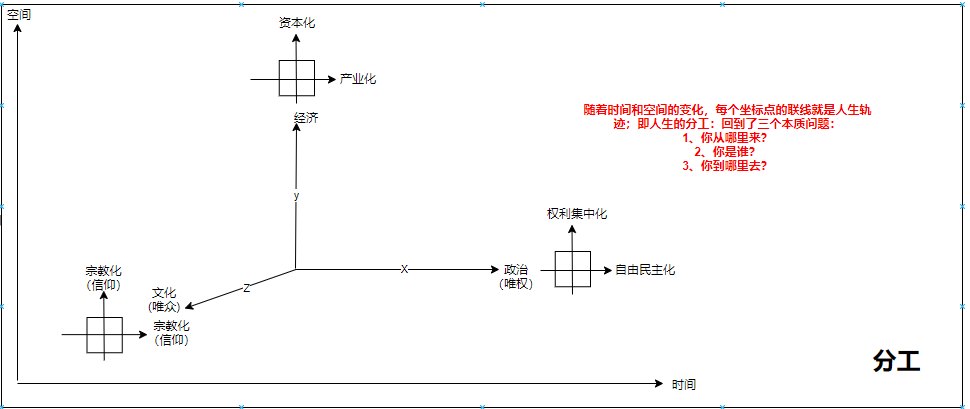 空间
资本化
产业化
经济
随着时间和空间的变化，每个坐标点的联线就是人生轨
迹；即人生的分工：回到了三个本质问题：
1、你从哪里来？
2、你是谁？
3、你到哪里去？
y
权利集中化
X
政治
（唯权）
自由民主化
宗教化
（信仰）
Z
文化
（唯众）
宗教化
（信仰）
分工
时间